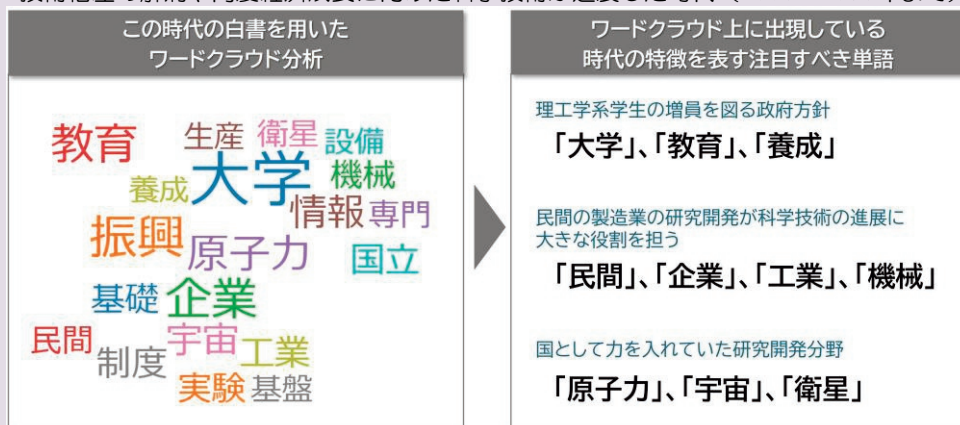 この時代の白書を用いた
ワードクラウド分析
教育
生産
衛星
設備
養成
大学
機械
情報
専門
振興
原子力
国立
基礎
企業
民間
制度
宇宙
工業
実験
基盤
ワードクラウド上に出現している
時代の特徴を表す注目すべき単語
理工学系学生の増員を図る政府方針
「大学」、「教育」、「養成」
民間の製造業の研究開発が科学技術の進展に
大きな役割を担う
「民間」、「企業」、「工業」、「機械」
国として力を入れていた研究開発分野
「原子力」、「宇宙」、「衛星」